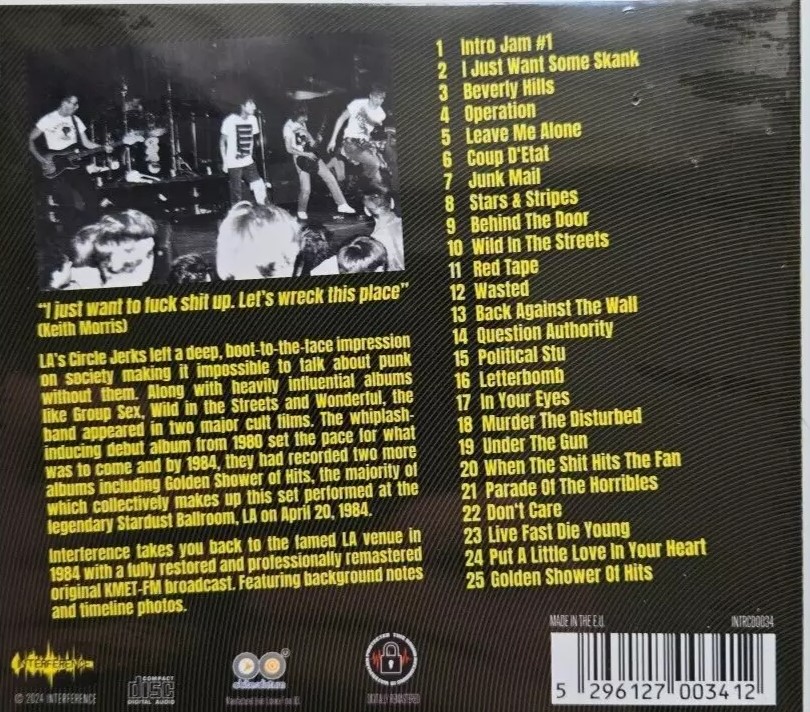 "I just want to fuck shit up. Let's wreck this place"
(Keith Morris)
LA's Circle Jerks left a deep, boot-to-the-face impression
on society making it impossible to talk about punk
without them. Along with heavily influential albums
like Group Sex, Wild in the Streets and Wonderful, the
band appeared in two major cult films. The whiplash-
inducing debut album from 1980 set the pace for what
was to come and by 1984, they had recorded two more
albums including Golden Shower of Hits, the majority of
which collectively makes up this set performed at the
legendary Stardust Ballroom, LA on April 20, 1984.
Interference takes you back to the famed LA venue in
1984 with a fully restored and professionally remastered
original KMET-FM broadcast. Featuring background notes
and timeline photos.
1 Intro Jam #1
2 I Just Want Some Skank
3 Beverly Hills
4 Operation
5 Leave Me Alone
6 Coup D'Etat
7 Junk Mail
8 Stars & Stripes
9 Behind The Door
10 Wild In The Streets
11 Red Tape
12 Wasted
13 Back Against The Wall
14 Question Authority
15 Political Stu
16 Letterbomb
17 In Your Eyes
18 Murder The Disturbed
19 Under The Gun
20 When The Shit Hits The Fan
21 Parade Of The Horribles
22 Don't Care
23 Live Fast Die Young
24 Put A Little Love In Your Heart
25 Golden Shower Of Hits
INTERFERENCE
© 2024 INTERFERENCE
COMPACT
disc
DIGITAL AUDIO
DIGITALLY REMASTERED
MADE IN THE E.U.
INTRCD0034
5 296127 003412